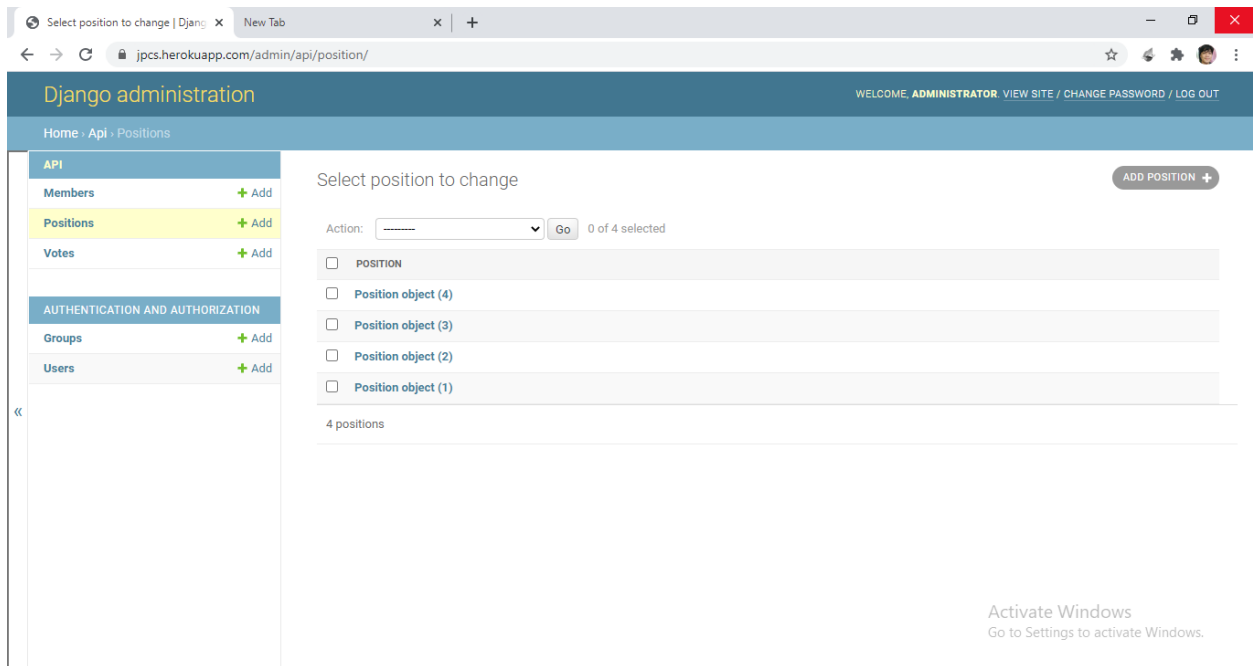 Select position to change | Djang
New Tab
jpcs.herokuapp.com/admin/api/position/
Django administration
WELCOME, ADMINISTRATOR. VIEW SITE / CHANGE PASSWORD / LOG OUT
Home › Api › Positions
API
Members + Add
Positions + Add
Votes + Add
AUTHENTICATION AND AUTHORIZATION
Groups + Add
Users + Add
«
Select position to change
ADD POSITION +
Action: --------- Go 0 of 4 selected
POSITION
Position object (4)
Position object (3)
Position object (2)
Position object (1)
4 positions
Activate Windows
Go to Settings to activate Windows.